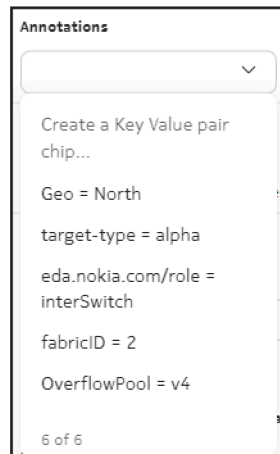 Annotations
Create a Key Value pair
chip...
Geo = North
target-type = alpha
eda.nokia.com/role =
interSwitch
fabricID = 2
OverflowPool = v4
6 of 6